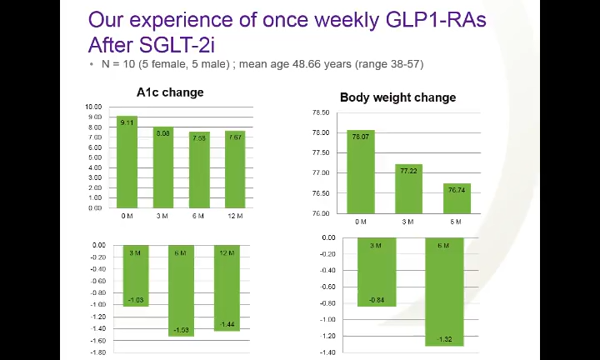 Our experience of once weekly GLP1-RAs
After SGLT-2i
• N = 10 (5 female, 5 male) ; mean age 48.66 years (range 38-57)
A1c change
10.00
9.00
8.00
7.00
6.00
5.00
4.00
3.00
2.00
1.00
0.00
9.11
8.08
7.58
7.67
0 M
3 M
6 M
12 M
Body weight change
78.50
78.00
77.50
77.00
76.50
76.00
78.07
77.22
76.74
0 M
3 M
6 M
0.00
-0.20
-0.40
-0.60
-0.80
-1.00
-1.20
-1.40
-1.60
-1.80
3 M
6 M
12 M
-1.03
-1.53
-1.44
0.00
-0.20
-0.40
-0.60
-0.80
-1.00
-1.20
-1.40
3 M
6 M
-0.84
-1.32